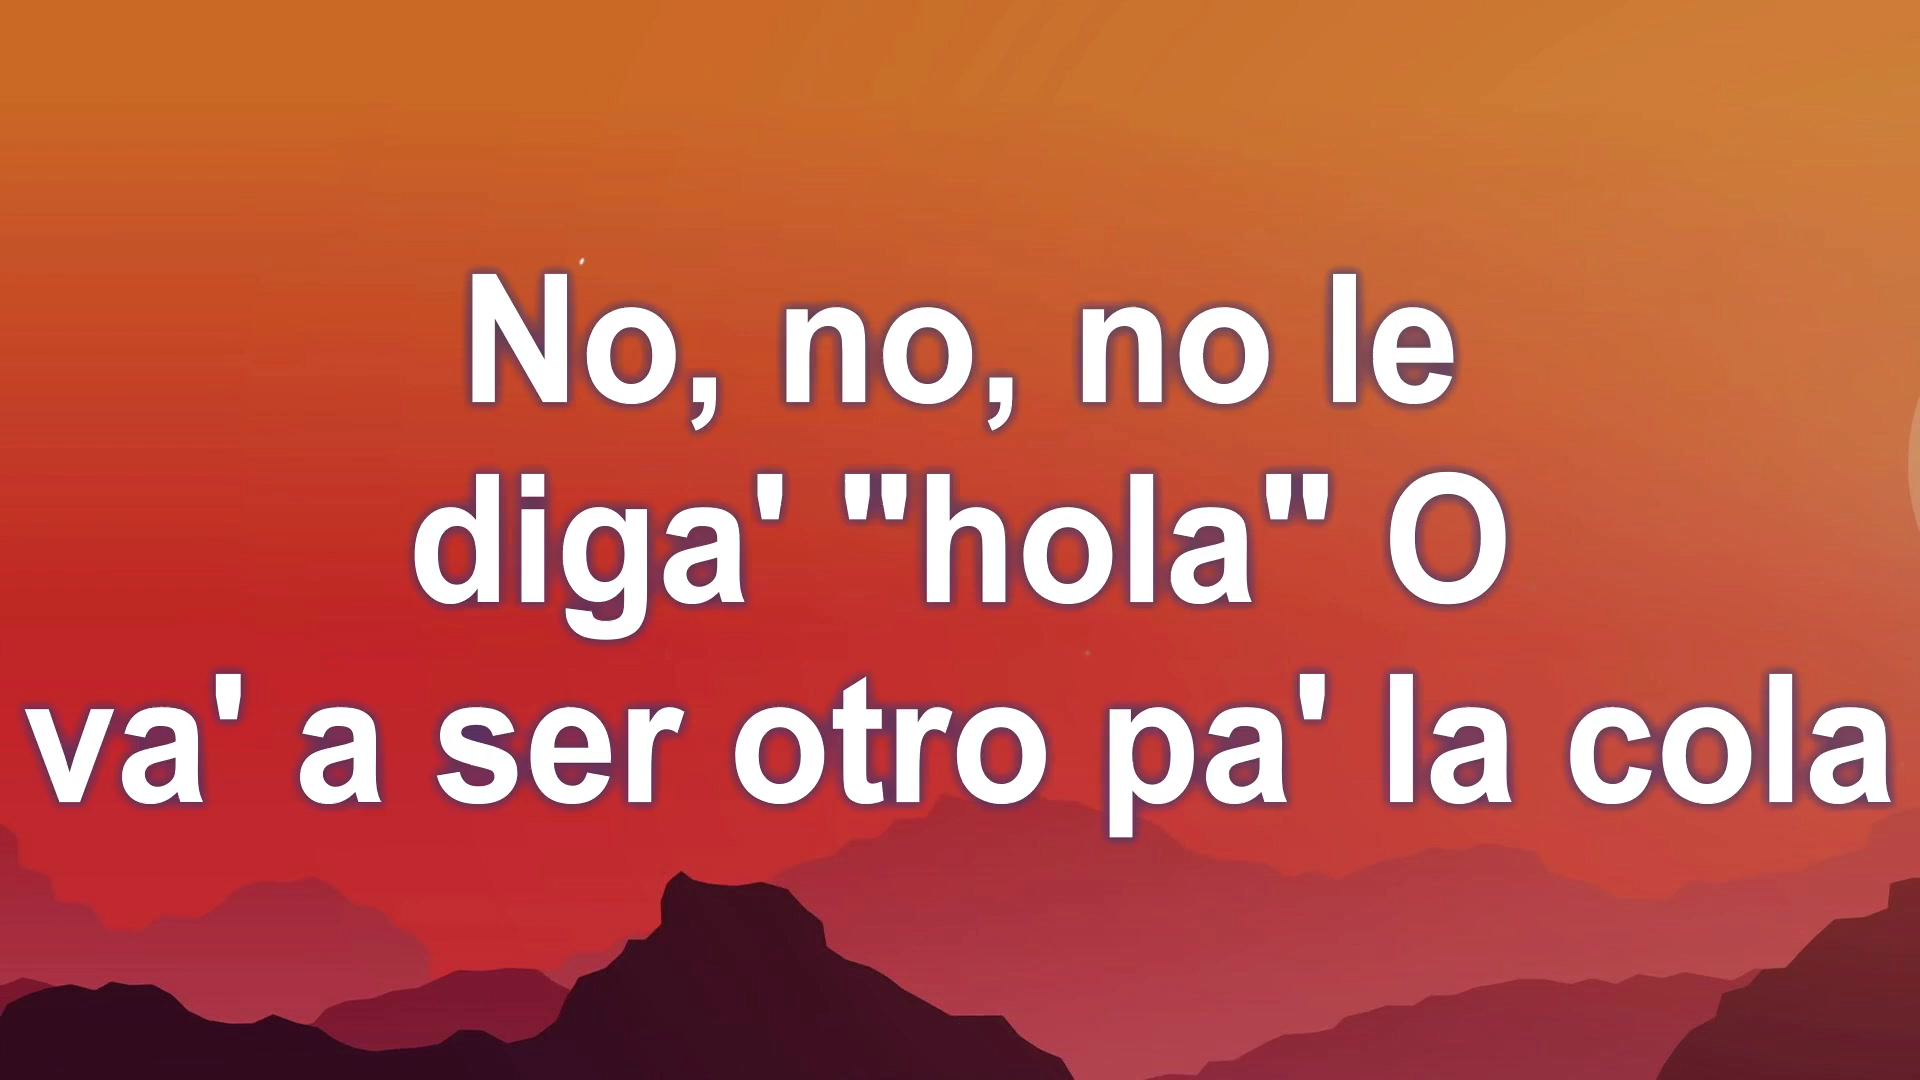 No, no, no le
diga' "hola" O
va' a ser otro pa' la cola